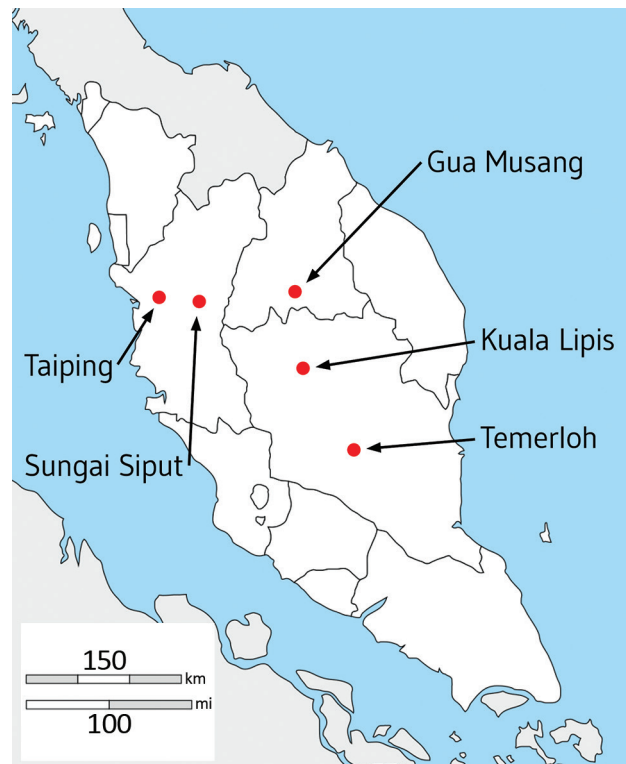 Gua Musang
Kuala Lipis
Taiping
Temerloh
Sungai Siput
150
km
mi
100